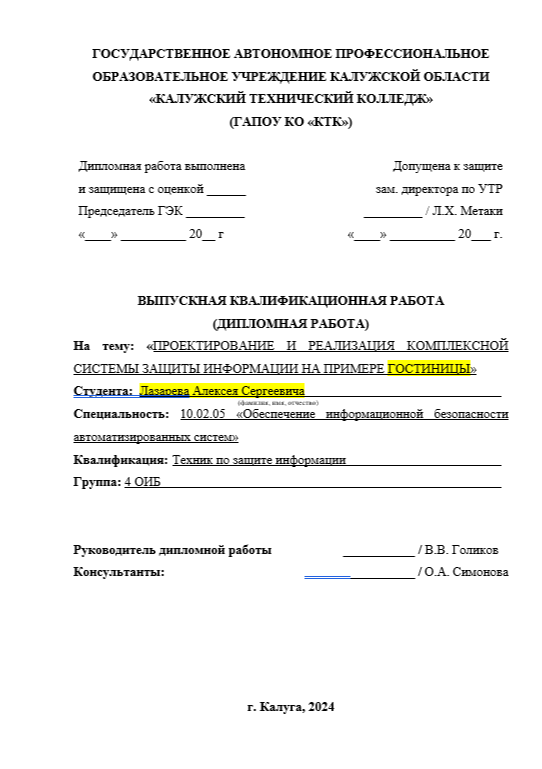 ГОСУДАРСТВЕННОЕ АВТОНОМНОЕ ПРОФЕССИОНАЛЬНОЕ
ОБРАЗОВАТЕЛЬНОЕ УЧРЕЖДЕНИЕ КАЛУЖСКОЙ ОБЛАСТИ
«КАЛУЖСКИЙ ТЕХНИЧЕСКИЙ КОЛЛЕДЖ»
(ГАПОУ КО «КТК»)
Дипломная работа выполнена
и защищена с оценкой ______
Председатель ГЭК _________
«____» __________ 20__ г
Допущена к защите
зам. директора по УТР
_________ / Л.Х. Метаки
«____» __________ 20___ г.
ВЫПУСКНАЯ КВАЛИФИКАЦИОННАЯ РАБОТА
(ДИПЛОМНАЯ РАБОТА)
На тему: «ПРОЕКТИРОВАНИЕ И РЕАЛИЗАЦИЯ КОМПЛЕКСНОЙ
СИСТЕМЫ ЗАЩИТЫ ИНФОРМАЦИИ НА ПРИМЕРЕ ГОСТИНИЦЫ»
Студента: Лазарева Алексея Сергеевича
(фамилия, имя, отчество)
Специальность: 10.02.05 «Обеспечение информационной безопасности
автоматизированных систем»
Квалификация: Техник по защите информации
Группа: 4 ОИБ
Руководитель дипломной работы ___________ / В.В. Голиков
Консультанты: _________________ / О.А. Симонова
г. Калуга, 2024